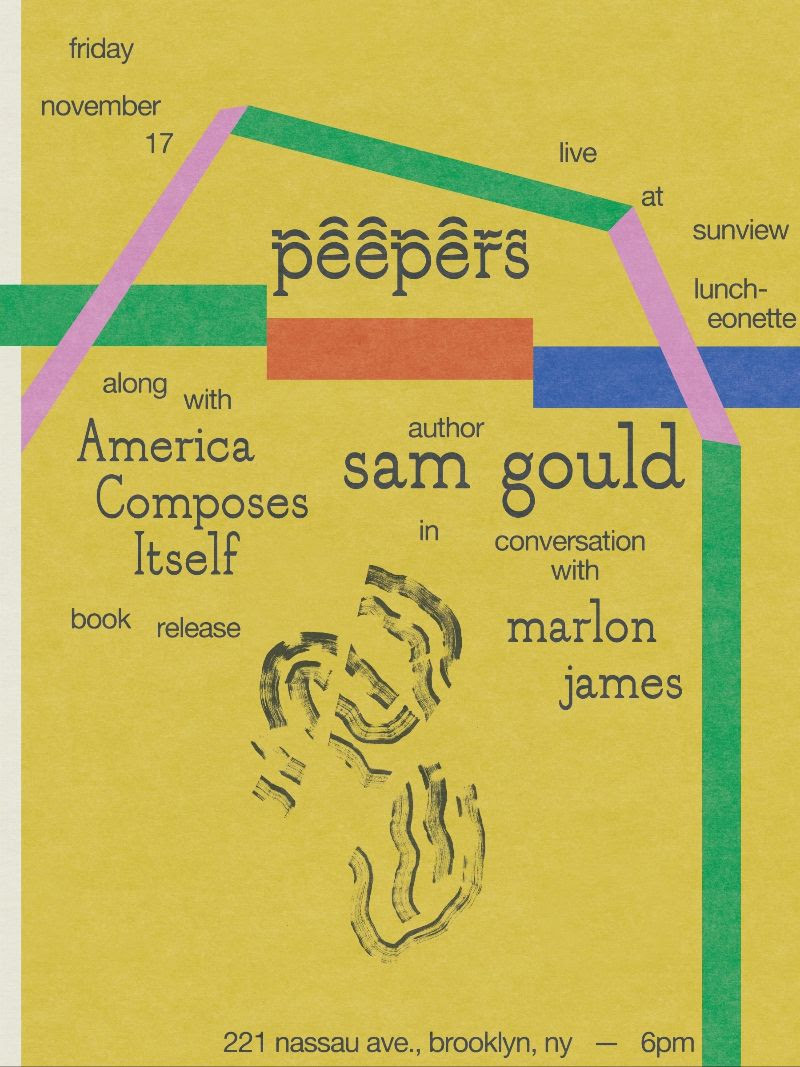 friday
november
17
live
at
sunview
lunch-
eonette
pêêpêrs
along
with
America
Composes
Itself
book
release
author
sam gould
in
conversation
with
marlon
james
221 nassau ave., brooklyn, ny — 6pm